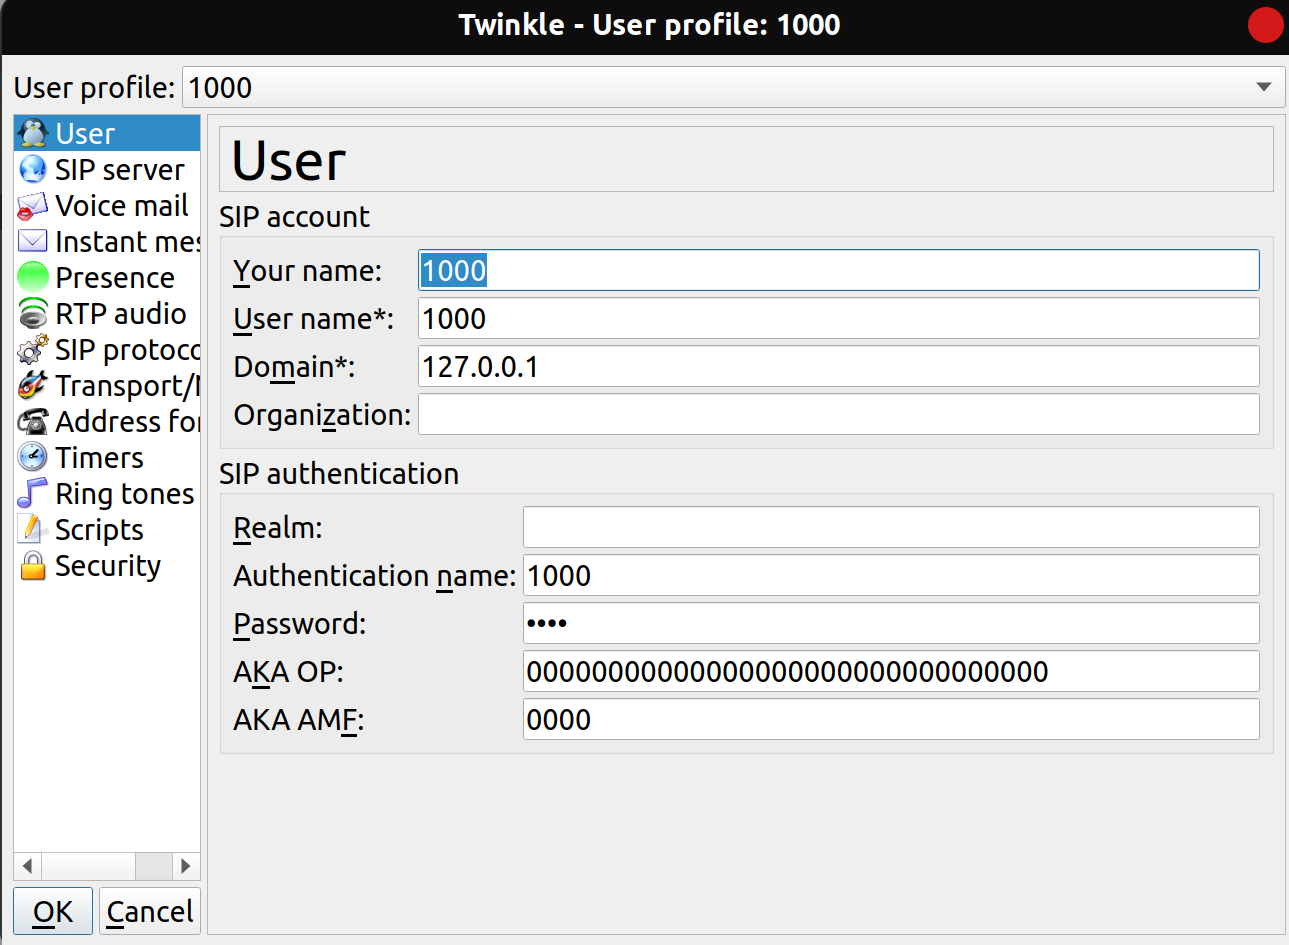 Twinkle - User profile: 1000
User profile: 1000
User
SIP server
Voice mail
Instant mes
Presence
RTP audio
SIP protoco
Transport/N
Address for
Timers
Ring tones
Scripts
Security
OK
Cancel
User
SIP account
Your name: 1000
User name*: 1000
Domain*: 127.0.0.1
Organization:
SIP authentication
Realm:
Authentication name: 1000
Password: ••••
AKA OP: 00000000000000000000000000000000
AKA AMF: 0000